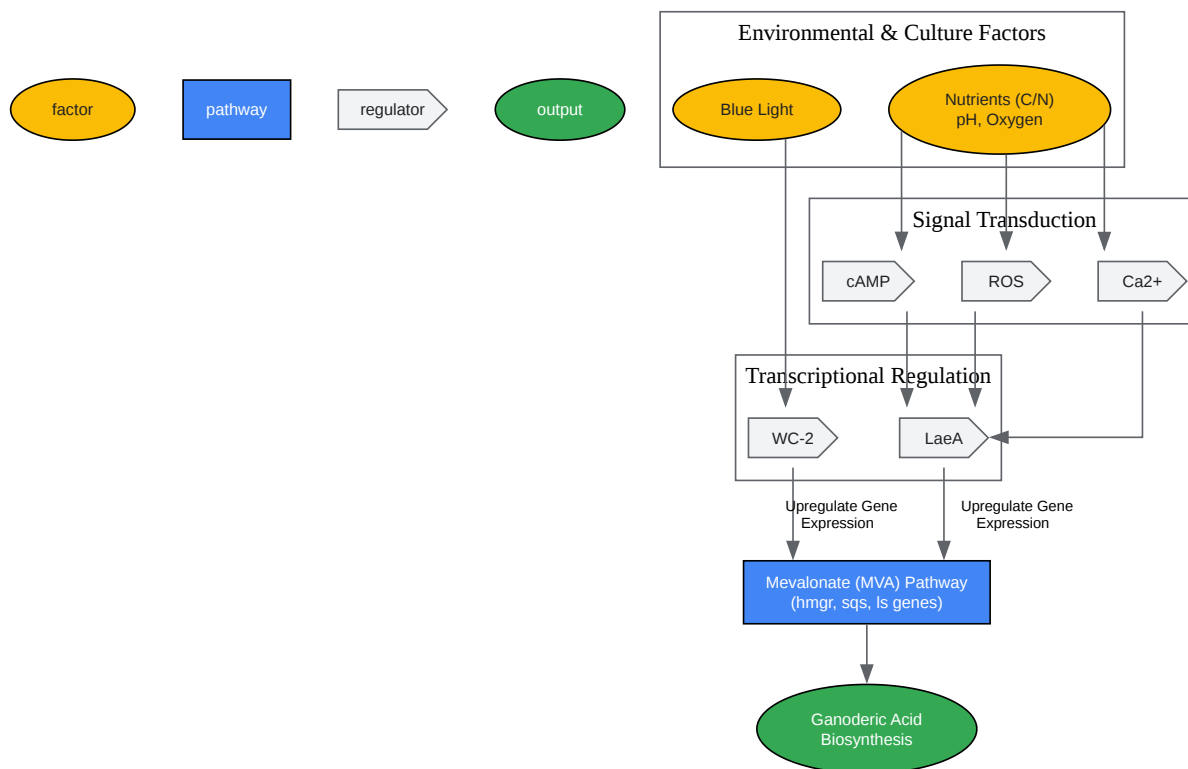 Environmental & Culture Factors
factor
pathway
regulator
output
Blue Light
Nutrients (C/N)
pH, Oxygen
Signal Transduction
cAMP
ROS
Ca2+
Transcriptional Regulation
WC-2
LaeA
Upregulate Gene
Expression
Upregulate Gene
Expression
Mevalonate (MVA) Pathway
(hmgr, sqs, ls genes)
Ganoderic Acid
Biosynthesis